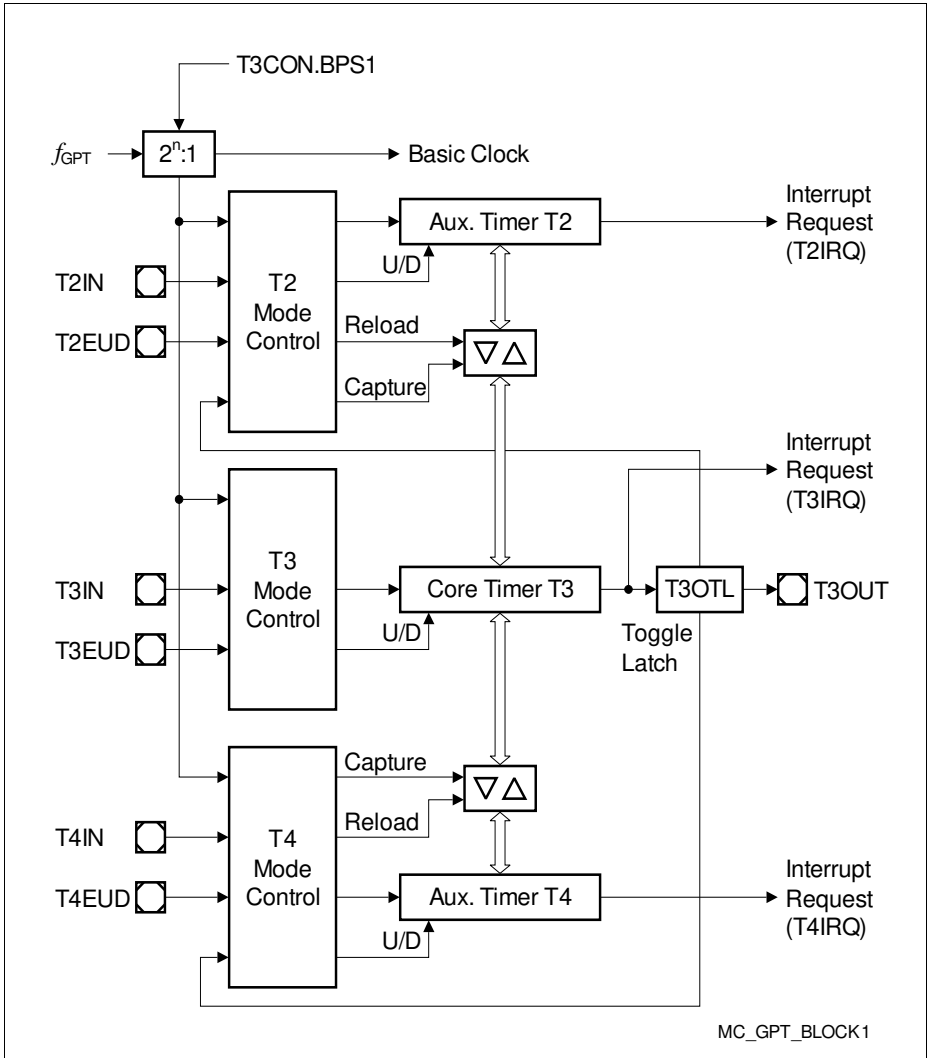 T3CON.BPS1
fGPT
2ⁿ:1
Basic Clock
Interrupt
Request
(T2IRQ)
Aux. Timer T2
U/D
T2IN
T2
Mode
Control
T2EUD
Reload
Capture
Interrupt
Request
(T3IRQ)
T3
Mode
Control
T3IN
Core Timer T3
T3OTL
T3OUT
U/D
T3EUD
Toggle
Latch
Capture
Reload
T4IN
T4
Mode
Control
T4EUD
Aux. Timer T4
U/D
Interrupt
Request
(T4IRQ)
MC_GPT_BLOCK1